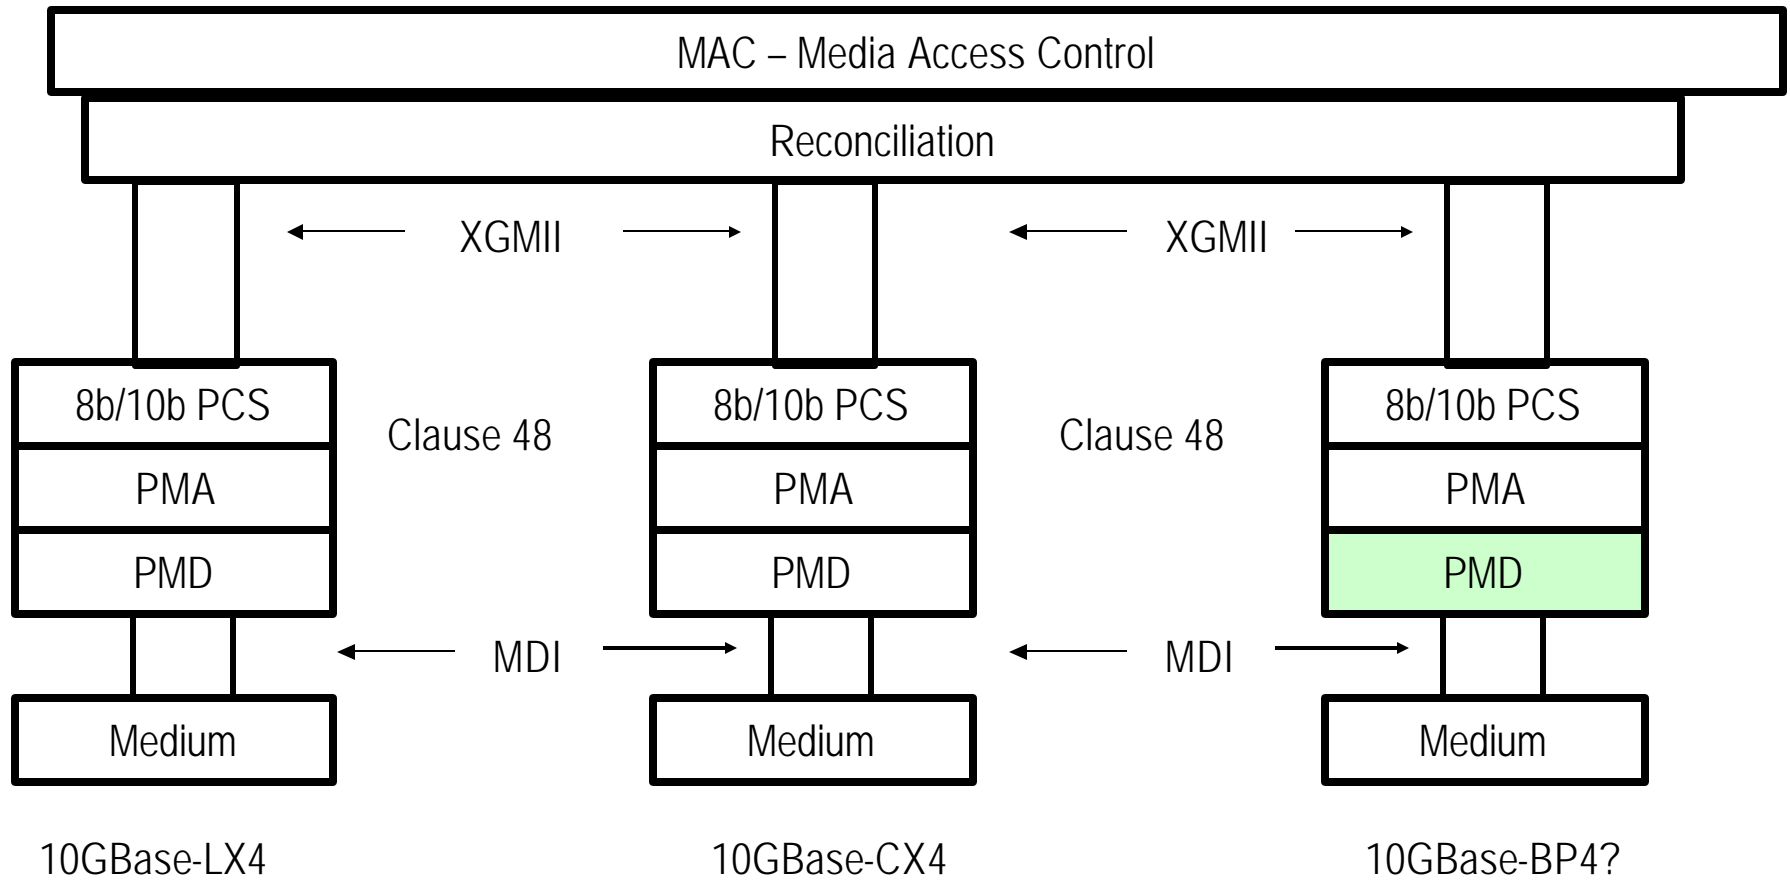 MAC – Media Access Control
Reconciliation
XGMII
XGMII
8b/10b PCS
8b/10b PCS
8b/10b PCS
Clause 48
Clause 48
PMA
PMA
PMA
PMD
PMD
PMD
MDI
MDI
Medium
Medium
Medium
10GBase-LX4
10GBase-CX4
10GBase-BP4?